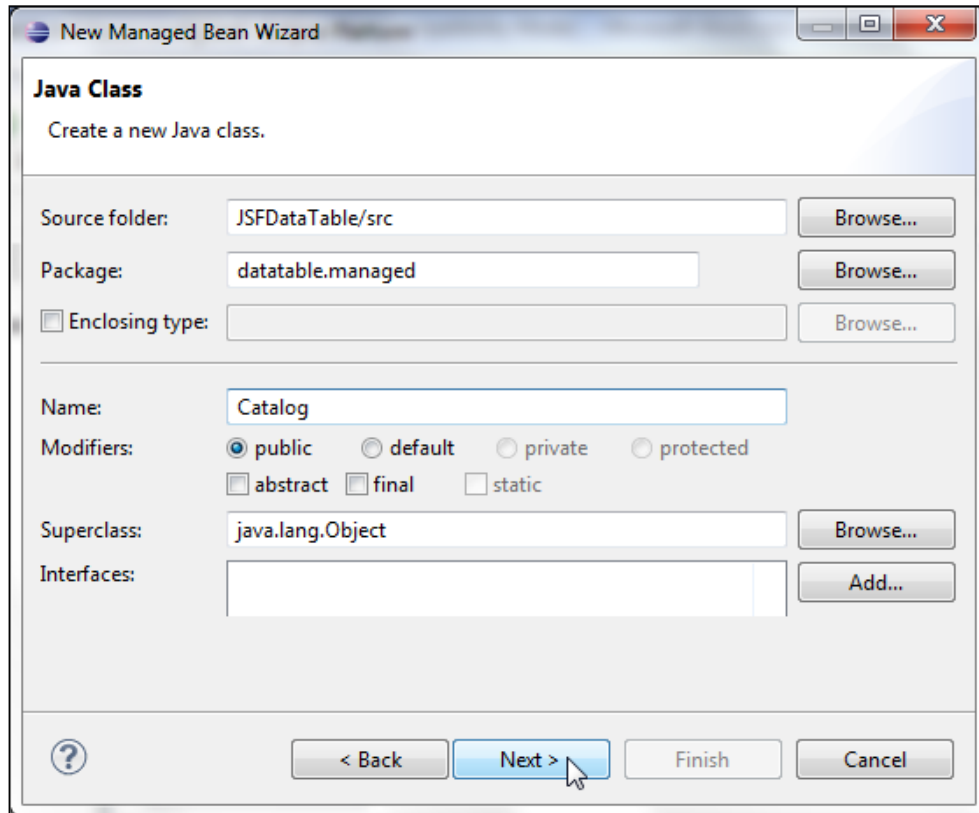 New Managed Bean Wizard
Java Class
Create a new Java class.
Source folder: JSFDataTable/src Browse...
Package: datatable.managed Browse...
Enclosing type: Browse...
Name: Catalog
Modifiers: public default private protected
abstract final static
Superclass: java.lang.Object Browse...
Interfaces: Add...
? < Back Next > Finish Cancel